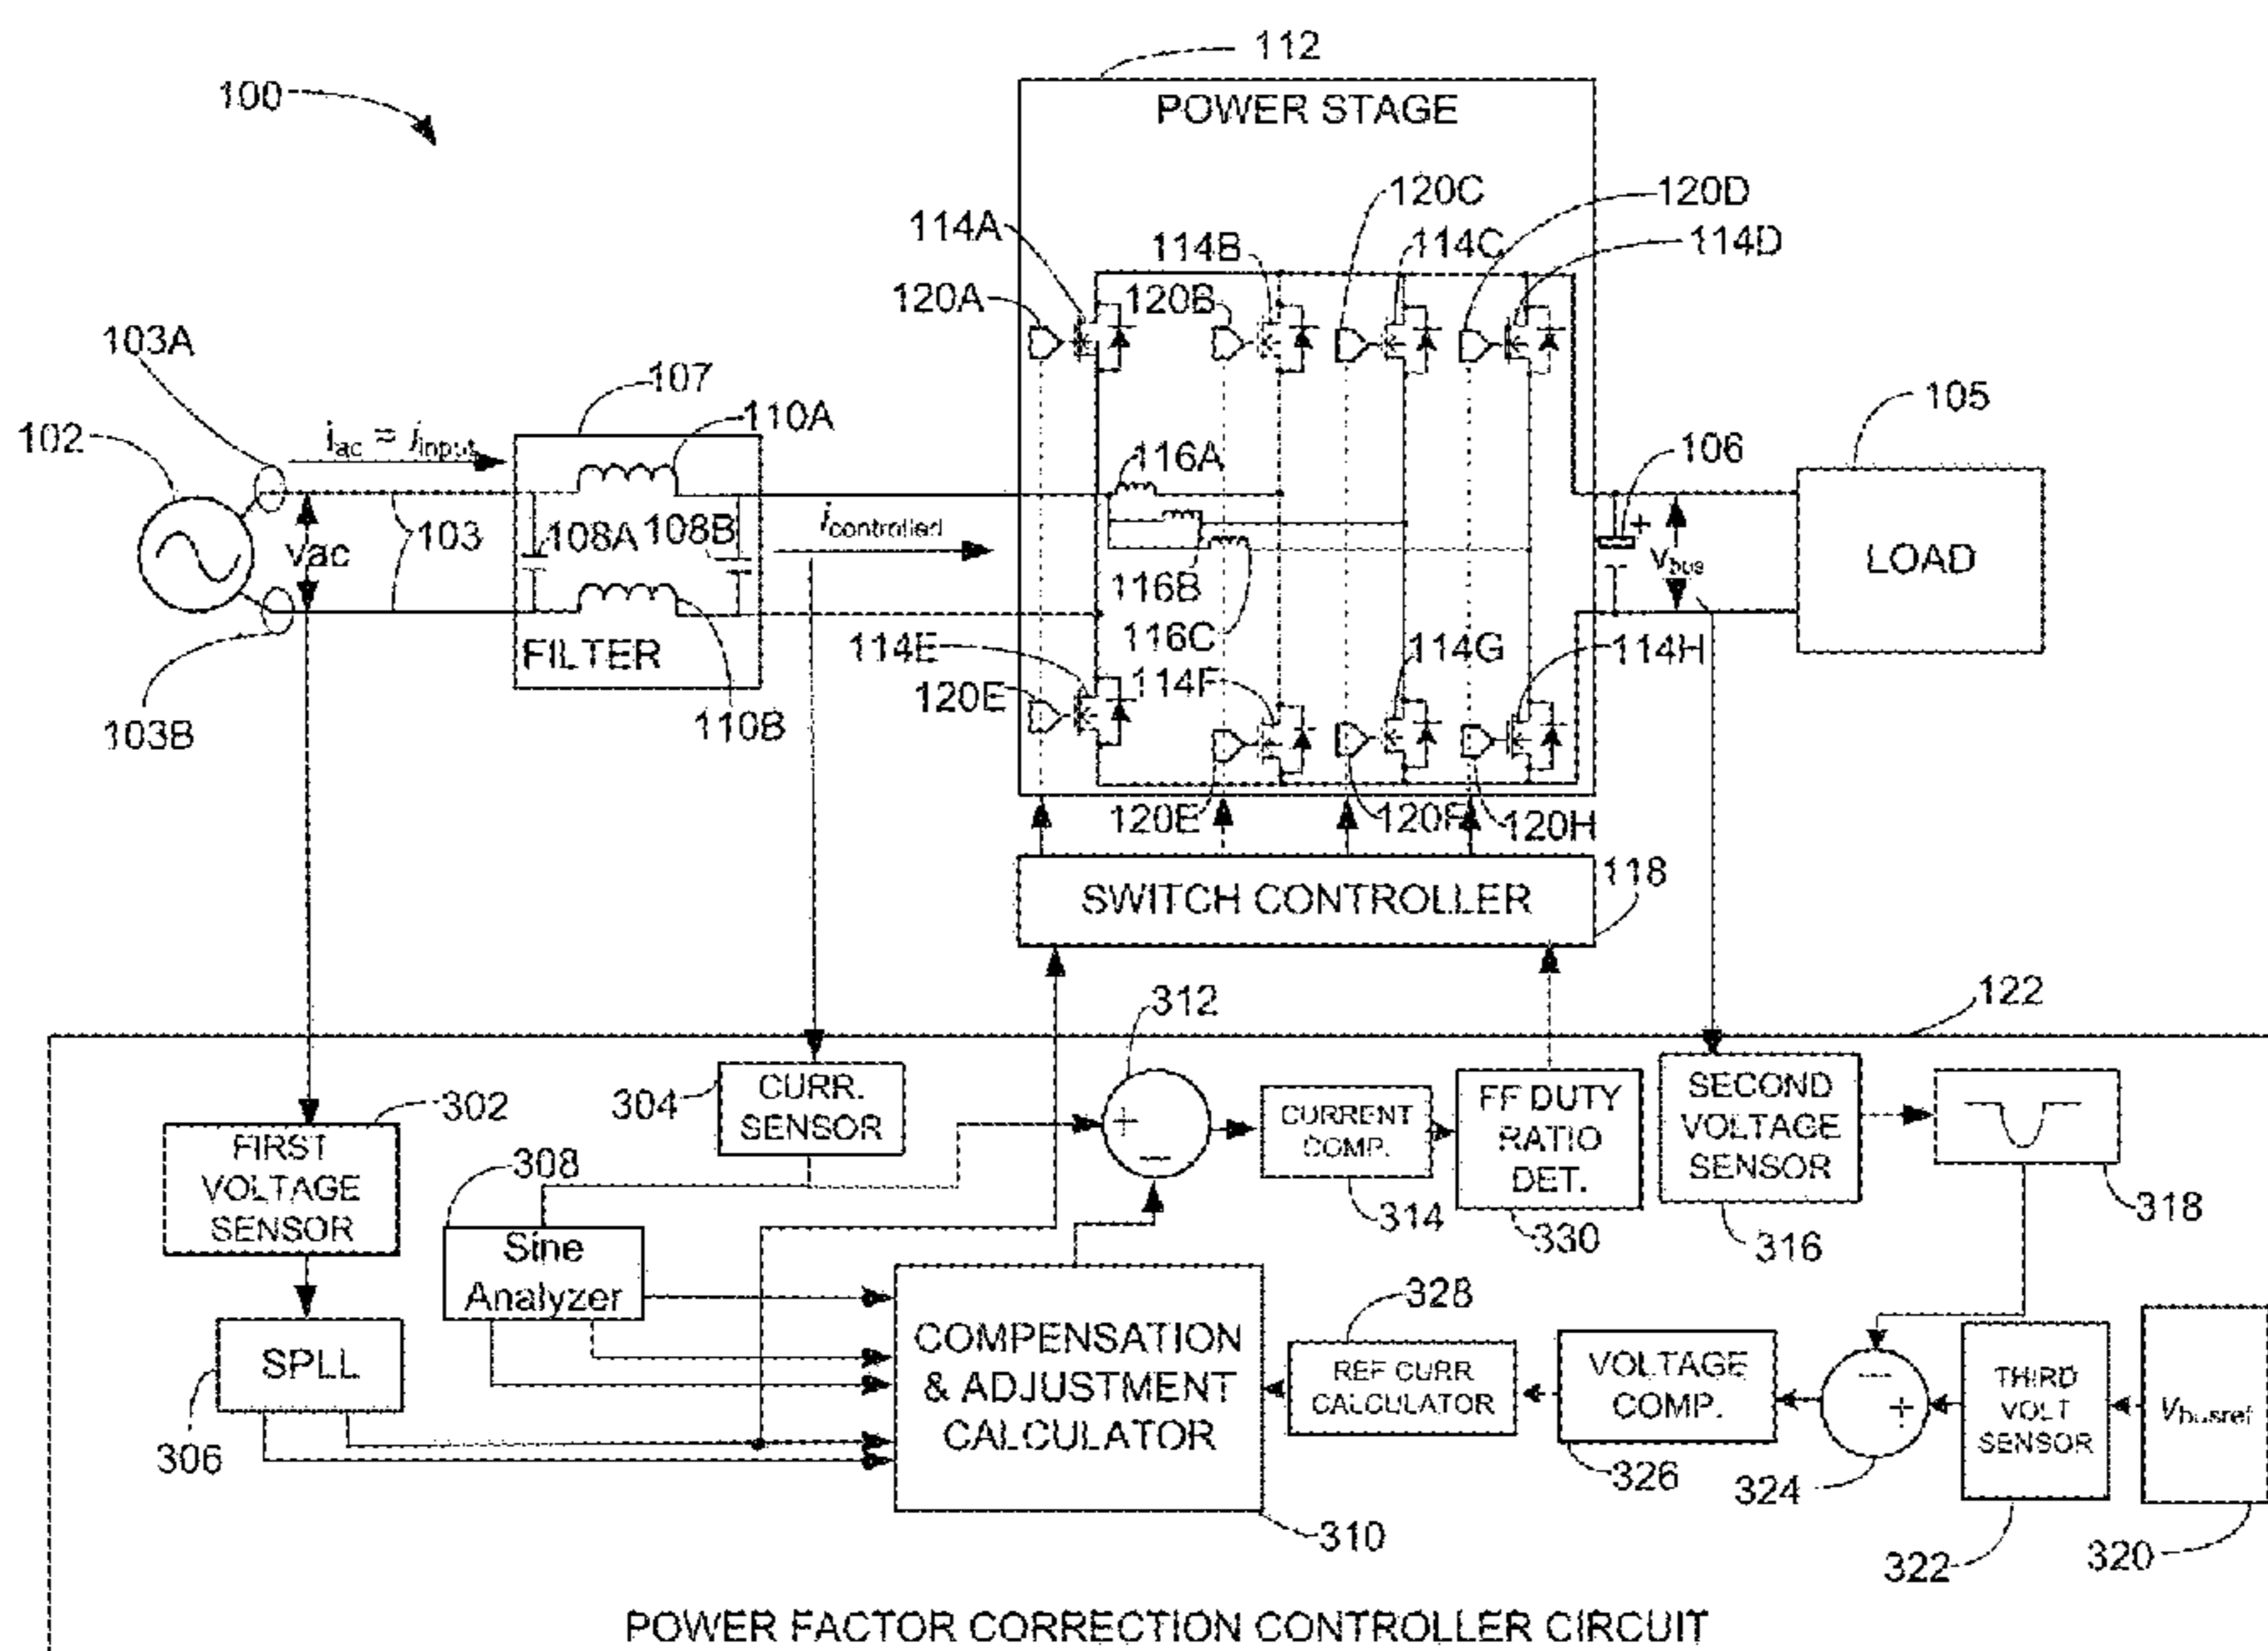 112
100
POWER STAGE
120C
120D
114A
114B
114C
114D
120A
120B
103A
107
110A
105
102
iac = iinput
116A
106
103
108A
108B
icontrolled
+
vac
Vbus
LOAD
116B
116C
FILTER
114E
114G
114H
120E
114F
103B
110B
120E
120F
120H
118
SWITCH CONTROLLER
312
122
302
304
CURR.
SENSOR
+
−
CURRENT
COMP.
FF DUTY
RATIO
DET.
SECOND
VOLTAGE
SENSOR
FIRST
VOLTAGE
SENSOR
308
314
330
316
318
Sine
Analyzer
328
SPLL
COMPENSATION
& ADJUSTMENT
CALCULATOR
REF CURR
CALCULATOR
VOLTAGE
COMP.
−
+
THIRD
VOLT
SENSOR
Vbusref
306
326
324
310
322
320
POWER FACTOR CORRECTION CONTROLLER CIRCUIT